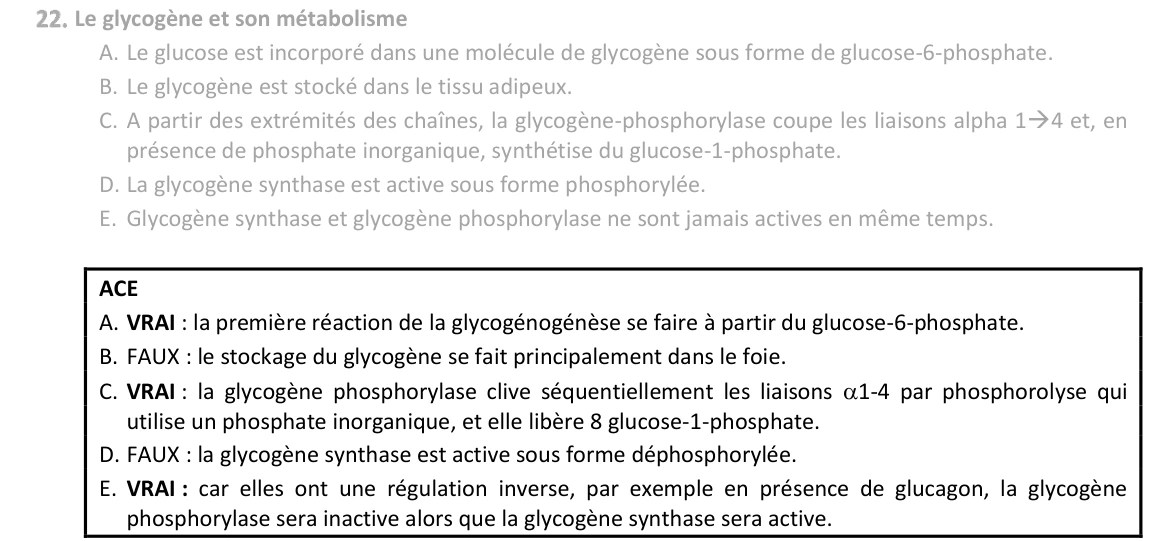 22. Le glycogène et son métabolisme
A. Le glucose est incorporé dans une molécule de glycogène sous forme de glucose-6-phosphate.
B. Le glycogène est stocké dans le tissu adipeux.
C. A partir des extrémités des chaînes, la glycogène-phosphorylase coupe les liaisons alpha 1→4 et, en
présence de phosphate inorganique, synthétise du glucose-1-phosphate.
D. La glycogène synthase est active sous forme phosphorylée.
E. Glycogène synthase et glycogène phosphorylase ne sont jamais actives en même temps.
ACE
A. VRAI : la première réaction de la glycogénogénèse se faire à partir du glucose-6-phosphate.
B. FAUX : le stockage du glycogène se fait principalement dans le foie.
C. VRAI : la glycogène phosphorylase clive séquentiellement les liaisons α1-4 par phosphorolyse qui
utilise un phosphate inorganique, et elle libère 8 glucose-1-phosphate.
D. FAUX : la glycogène synthase est active sous forme déphosphorylée.
E. VRAI : car elles ont une régulation inverse, par exemple en présence de glucagon, la glycogène
phosphorylase sera inactive alors que la glycogène synthase sera active.